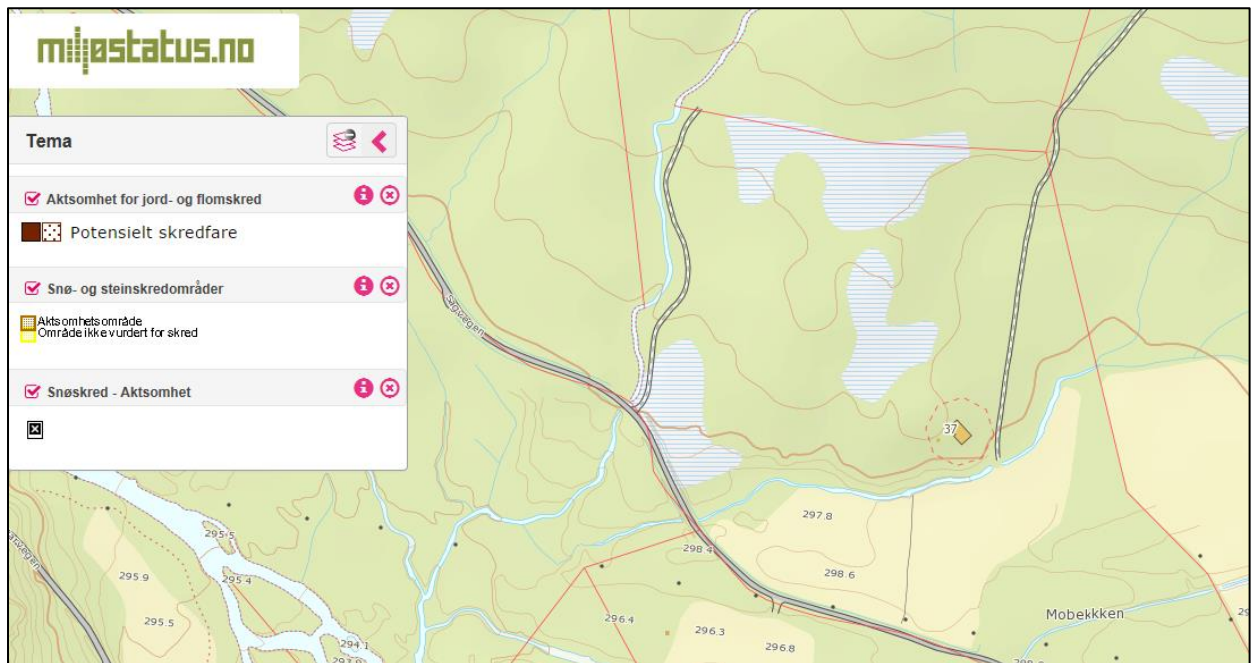 miljøstatus.no
Tema
Aktsomhet for jord- og flomskred
Potensielt skredfare
Snø- og steinskredområder
Aktsomhetsområde
Område ikke vurdert for skred
Snøskred - Aktsomhet
Sagvegen
37
297.8
298.4
298.6
295.5
295.9
295.4
295.5
296.4
296.3
296.8
294.1
Mobekkken